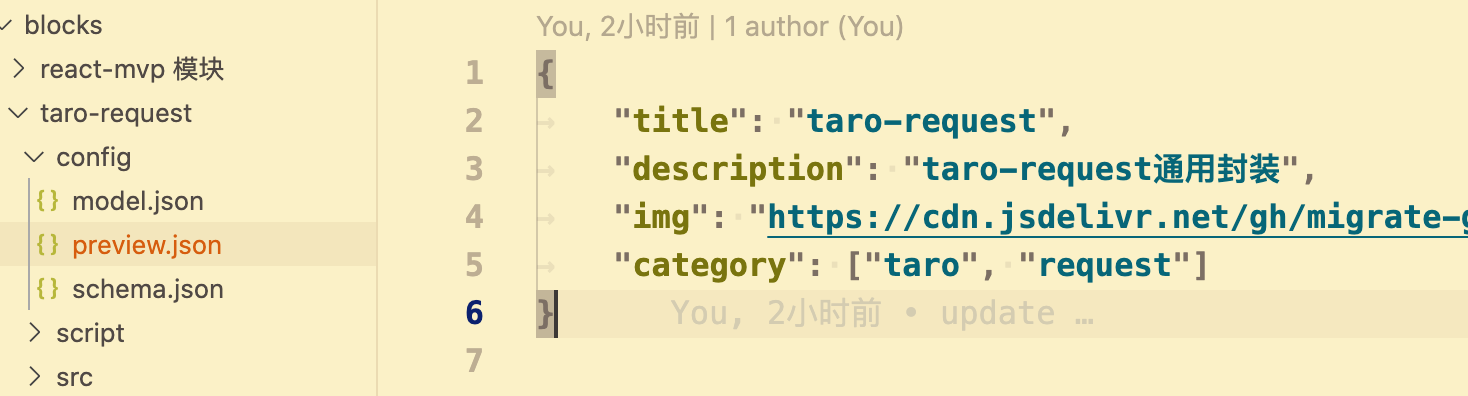 blocks
react-mvp 模块
taro-request
config
{} model.json
{} preview.json
{} schema.json
script
src
You, 2小时前 | 1 author (You)
1 {
2 "title": "taro-request",
3 "description": "taro-request通用封装",
4 "img": "https://cdn.jsdelivr.net/gh/migrate-g
5 "category": ["taro", "request"]
6 } You, 2小时前 • update …
7